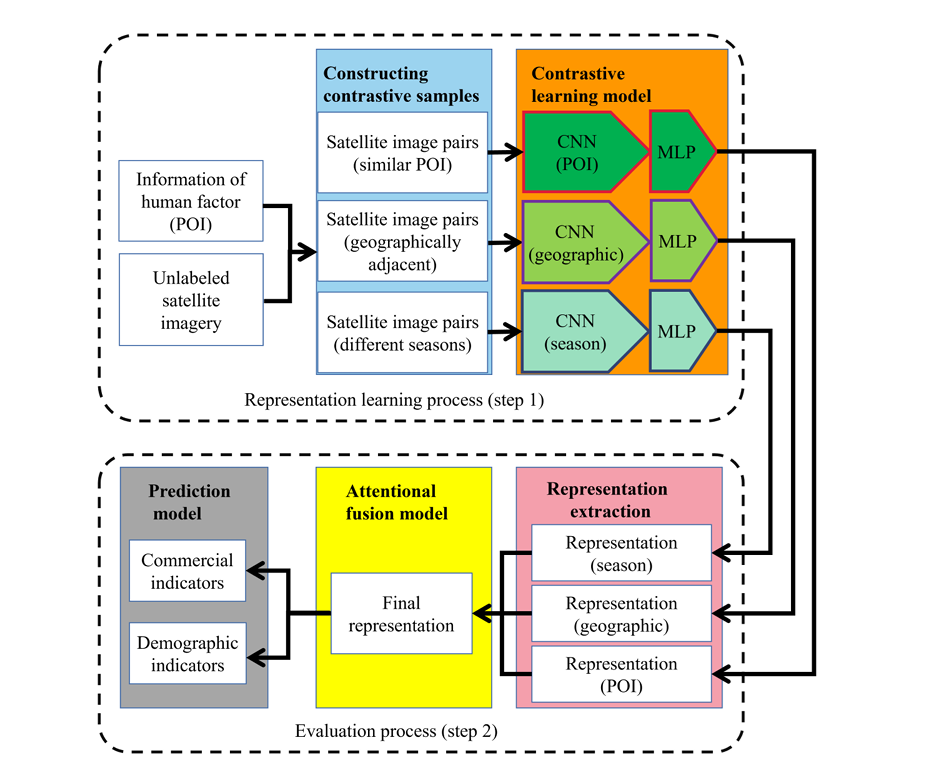 Constructing
contrastive samples
Contrastive
learning model
Information of
human factor
(POI)
Unlabeled
satellite
imagery
Satellite image pairs
(similar POI)
CNN
(POI)
MLP
Satellite image pairs
(geographically
adjacent)
CNN
(geographic)
MLP
Satellite image pairs
(different seasons)
CNN
(season)
MLP
Representation learning process (step 1)
Prediction
model
Attentional
fusion model
Representation
extraction
Commercial
indicators
Demographic
indicators
Final
representation
Representation
(season)
Representation
(geographic)
Representation
(POI)
Evaluation process (step 2)